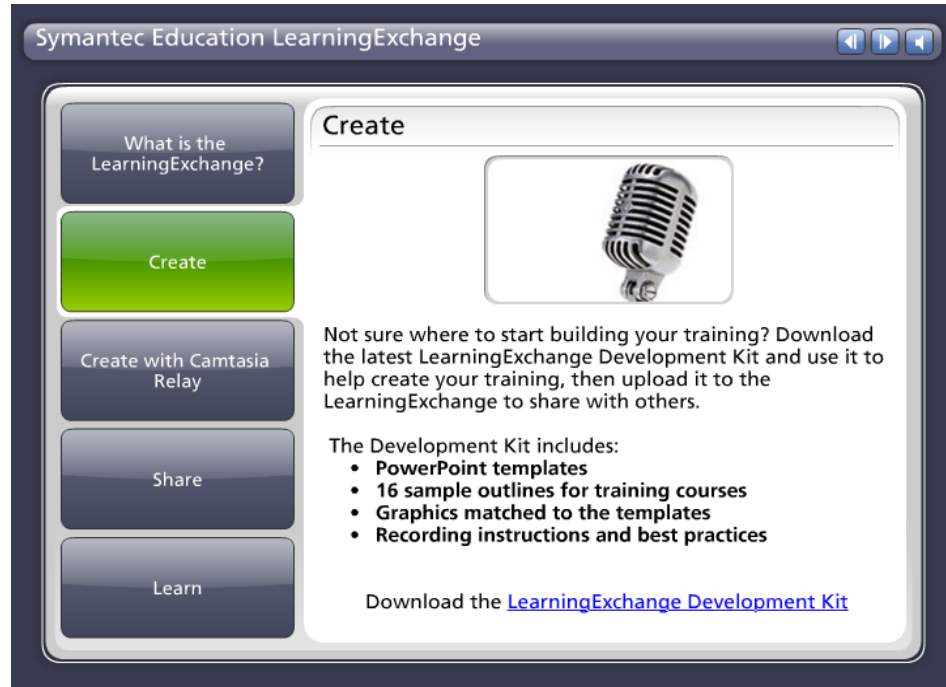 Symantec Education LearningExchange
What is the
LearningExchange?
Create
Create with Camtasia
Relay
Share
Learn
Create
Not sure where to start building your training? Download
the latest LearningExchange Development Kit and use it to
help create your training, then upload it to the
LearningExchange to share with others.
The Development Kit includes:
• PowerPoint templates
• 16 sample outlines for training courses
• Graphics matched to the templates
• Recording instructions and best practices
Download the LearningExchange Development Kit